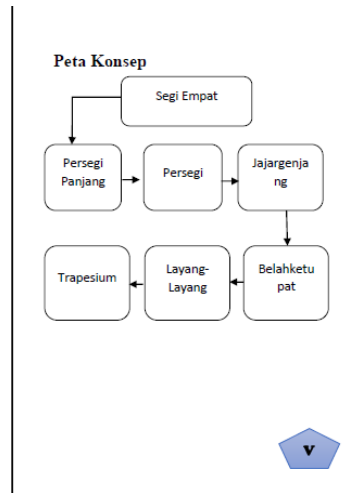 Peta Konsep
Segi Empat
Persegi
Panjang
Persegi
Jajargenja
ng
Belahketu
pat
Layang-
Layang
Trapesium
v